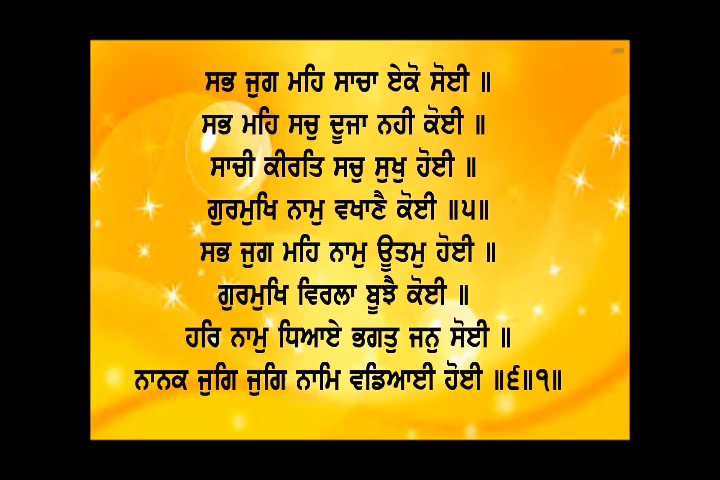 ਸਭ ਜੁਗ ਮਹਿ ਸਾਚਾ ਏਕੋ ਸੋਈ ॥
ਸਭ ਮਹਿ ਸਚੁ ਦੂਜਾ ਨਹੀ ਕੋਈ ॥
ਸਾਚੀ ਕੀਰਤਿ ਸਚੁ ਸੁਖੁ ਹੋਈ ॥
ਗੁਰਮੁਖਿ ਨਾਮੁ ਵਖਾਣੈ ਕੋਈ ॥੫॥
ਸਭ ਜੁਗ ਮਹਿ ਨਾਮੁ ਊਤਮੁ ਹੋਈ ॥
ਗੁਰਮੁਖਿ ਵਿਰਲਾ ਬੂਝੈ ਕੋਈ ॥
ਹਰਿ ਨਾਮੁ ਧਿਆਏ ਭਗਤੁ ਜਨੁ ਸੋਈ ॥
ਨਾਨਕ ਜੁਗਿ ਜੁਗਿ ਨਾਮਿ ਵਡਿਆਈ ਹੋਈ ॥੬॥੧॥